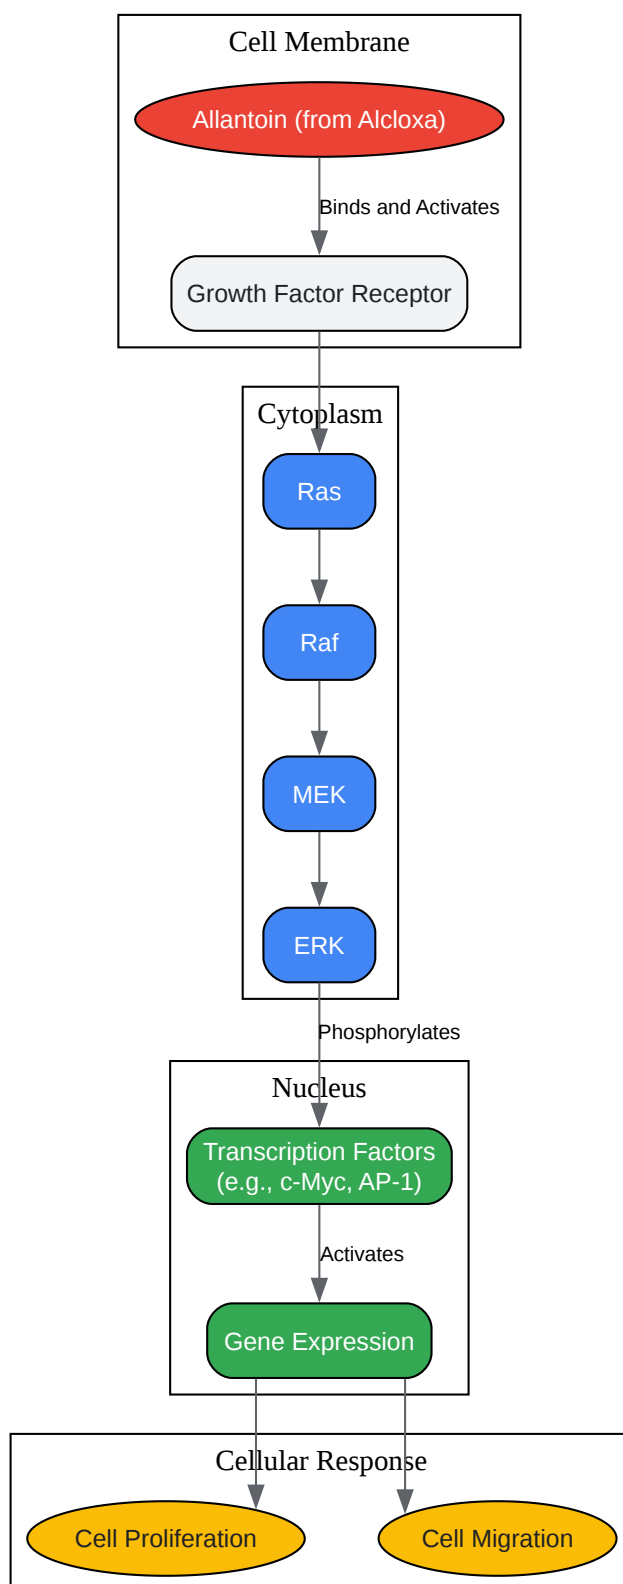 Cell Membrane
Allantoin (from Alcloxa)
Binds and Activates
Growth Factor Receptor
Cytoplasm
Ras
Raf
MEK
ERK
Phosphorylates
Nucleus
Transcription Factors
(e.g., c-Myc, AP-1)
Activates
Gene Expression
Cellular Response
Cell Proliferation
Cell Migration